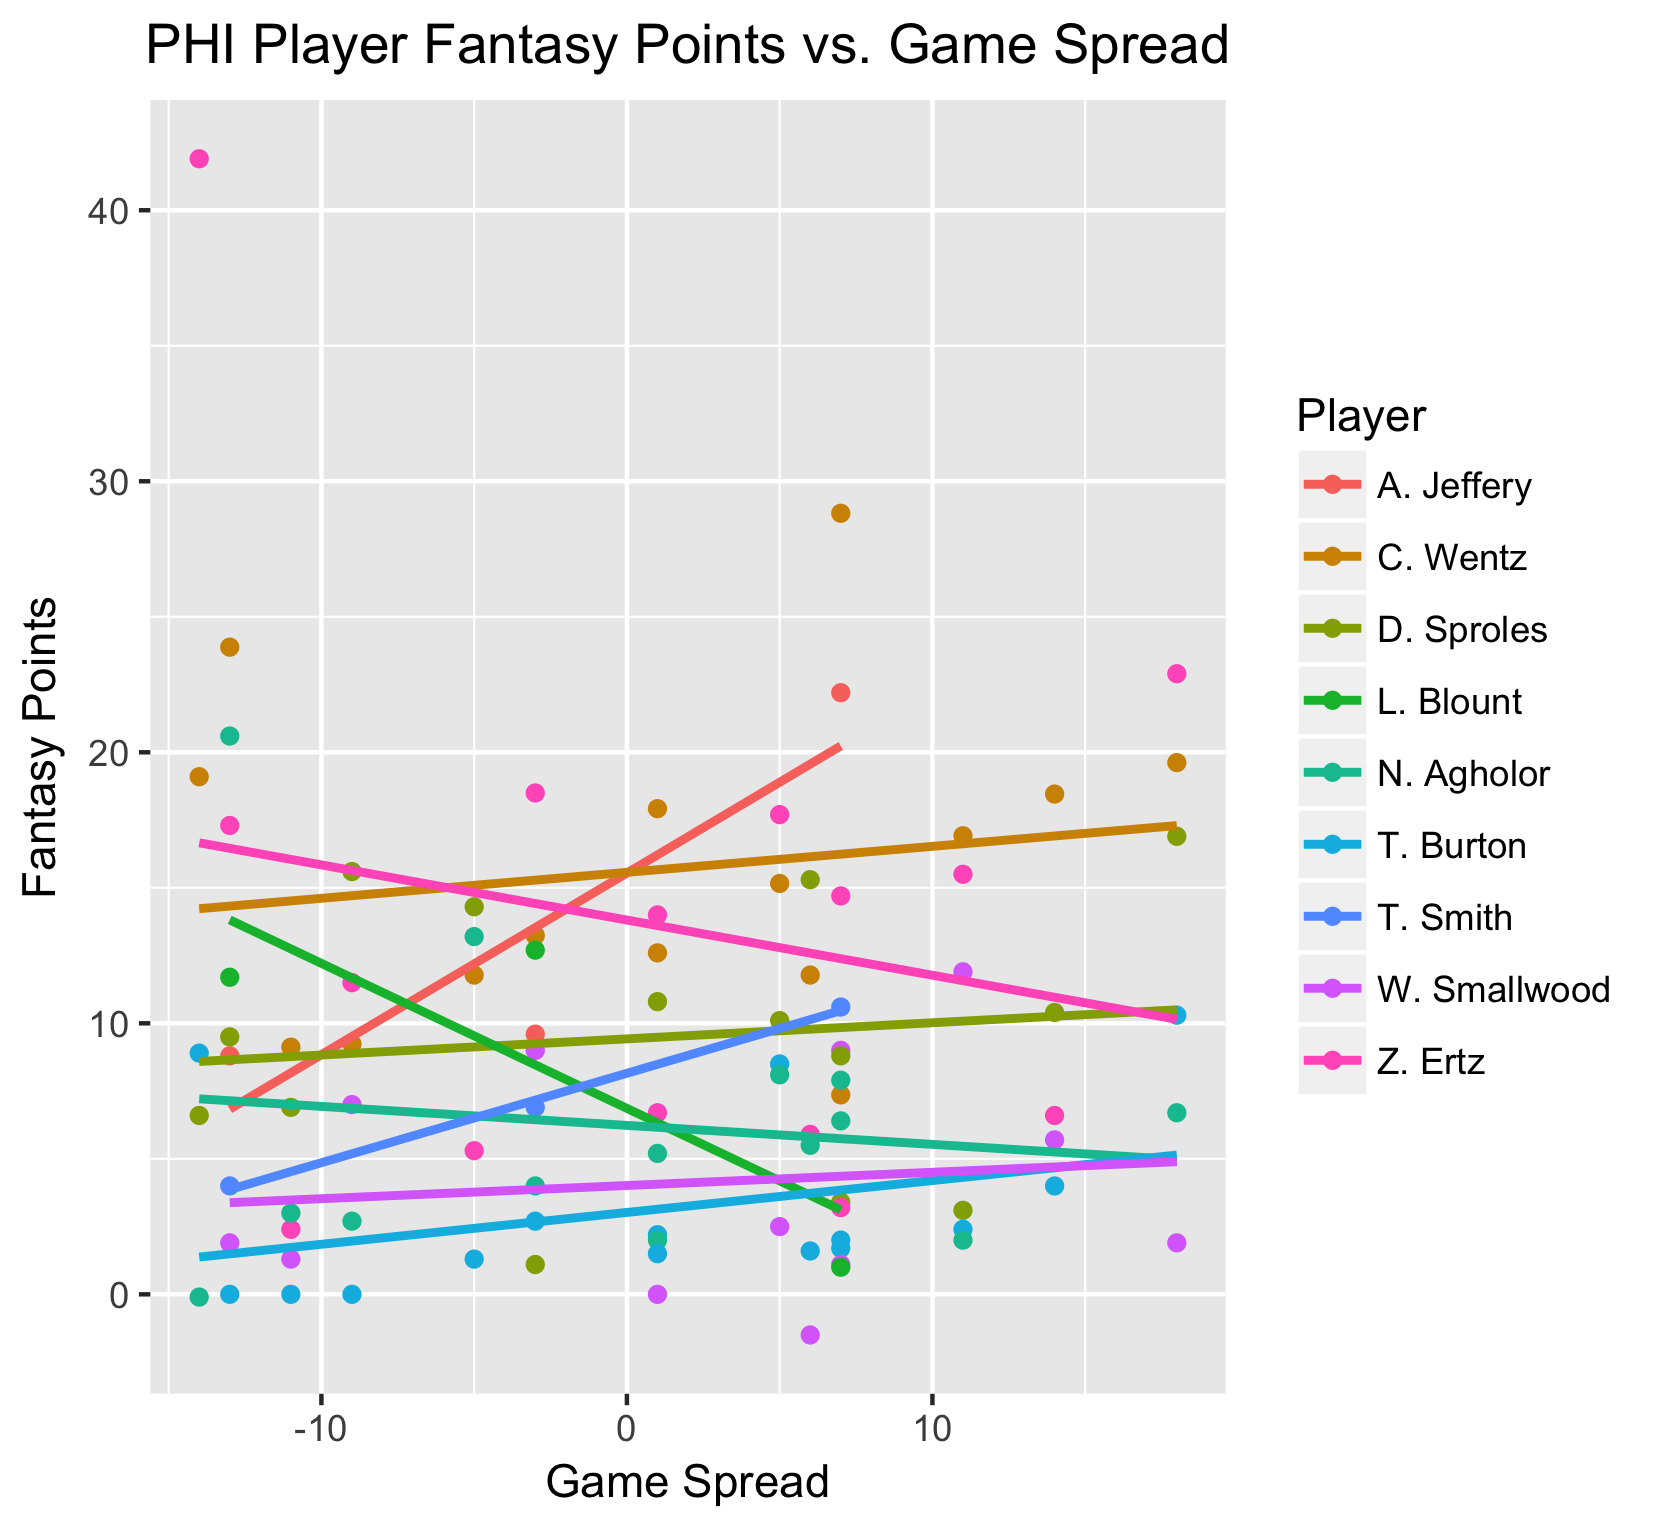 PHI Player Fantasy Points vs. Game Spread
Fantasy Points
40
30
20
10
0
-10
0
10
Game Spread
Player
A. Jeffery
C. Wentz
D. Sproles
L. Blount
N. Agholor
T. Burton
T. Smith
W. Smallwood
Z. Ertz